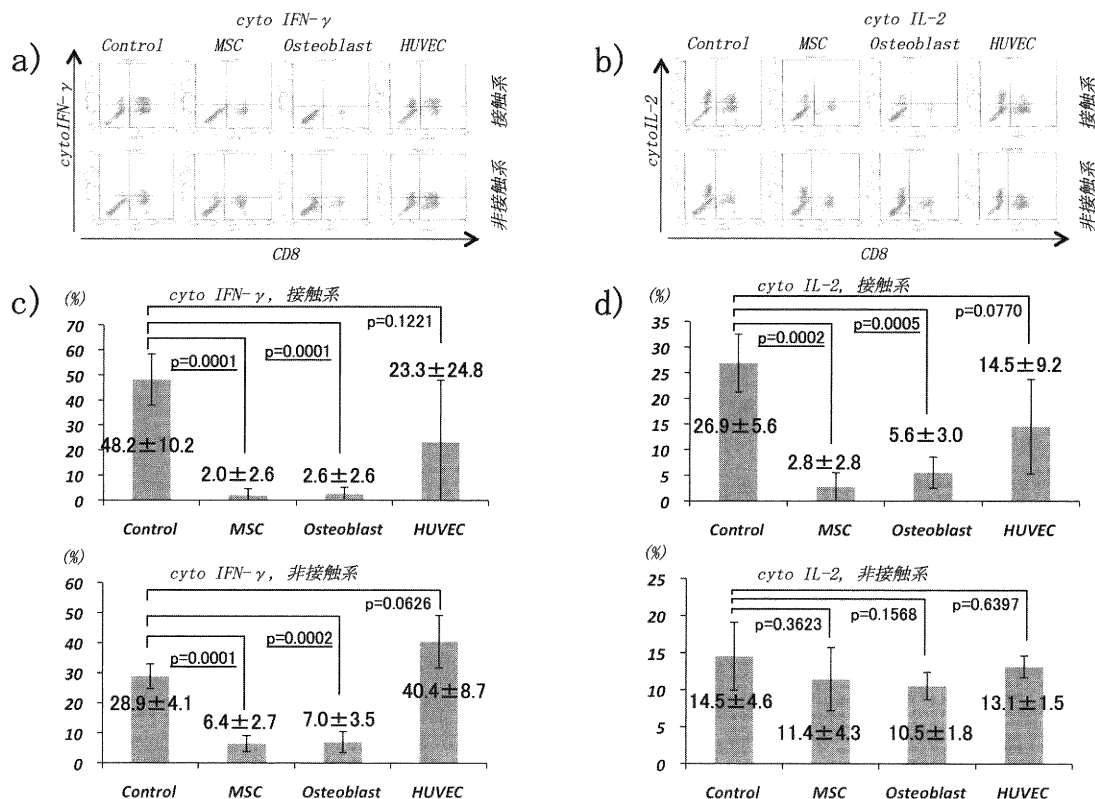 cyto IFN-γ
Control MSC Osteoblast HUVEC
a)
cytoIFN-γ
接触系
非接触系
CD8
cyto IL-2
Control MSC Osteoblast HUVEC
b)
cytoIL-2
接触系
非接触系
CD8
c)
(%)
cyto IFN-γ, 接触系
p=0.1221
p=0.0001
p=0.0001
70
60
50
40
30
20
10
0
48.2±10.2
2.0±2.6
2.6±2.6
23.3±24.8
Control MSC Osteoblast HUVEC
(%)
cyto IFN-γ, 非接触系
p=0.0626
p=0.0002
p=0.0001
60
50
40
30
20
10
0
28.9±4.1
6.4±2.7
7.0±3.5
40.4±8.7
Control MSC Osteoblast HUVEC
d)
(%)
cyto IL-2, 接触系
p=0.0770
p=0.0005
p=0.0002
35
30
25
20
15
10
5
0
26.9±5.6
2.8±2.8
5.6±3.0
14.5±9.2
Control MSC Osteoblast HUVEC
(%)
cyto IL-2, 非接触系
p=0.6397
p=0.1568
p=0.3623
25
20
15
10
5
0
14.5±4.6
11.4±4.3
10.5±1.8
13.1±1.5
Control MSC Osteoblast HUVEC